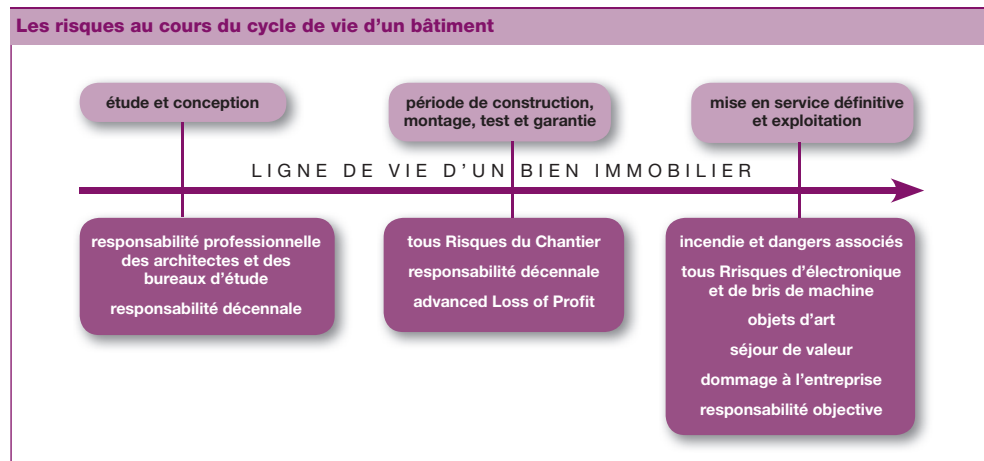 Les risques au cours du cycle de vie d’un bâtiment
étude et conception
période de construction,
montage, test et garantie
mise en service définitive
et exploitation
LIGNE DE VIE D’UN BIEN IMMOBILIER
responsabilité professionnelle
des architectes et des
bureaux d’étude
responsabilité décennale
tous Risques du Chantier
responsabilité décennale
advanced Loss of Profit
incendie et dangers associés
tous Rrisques d’électronique
et de bris de machine
objets d’art
séjour de valeur
dommage à l’entreprise
responsabilité objective